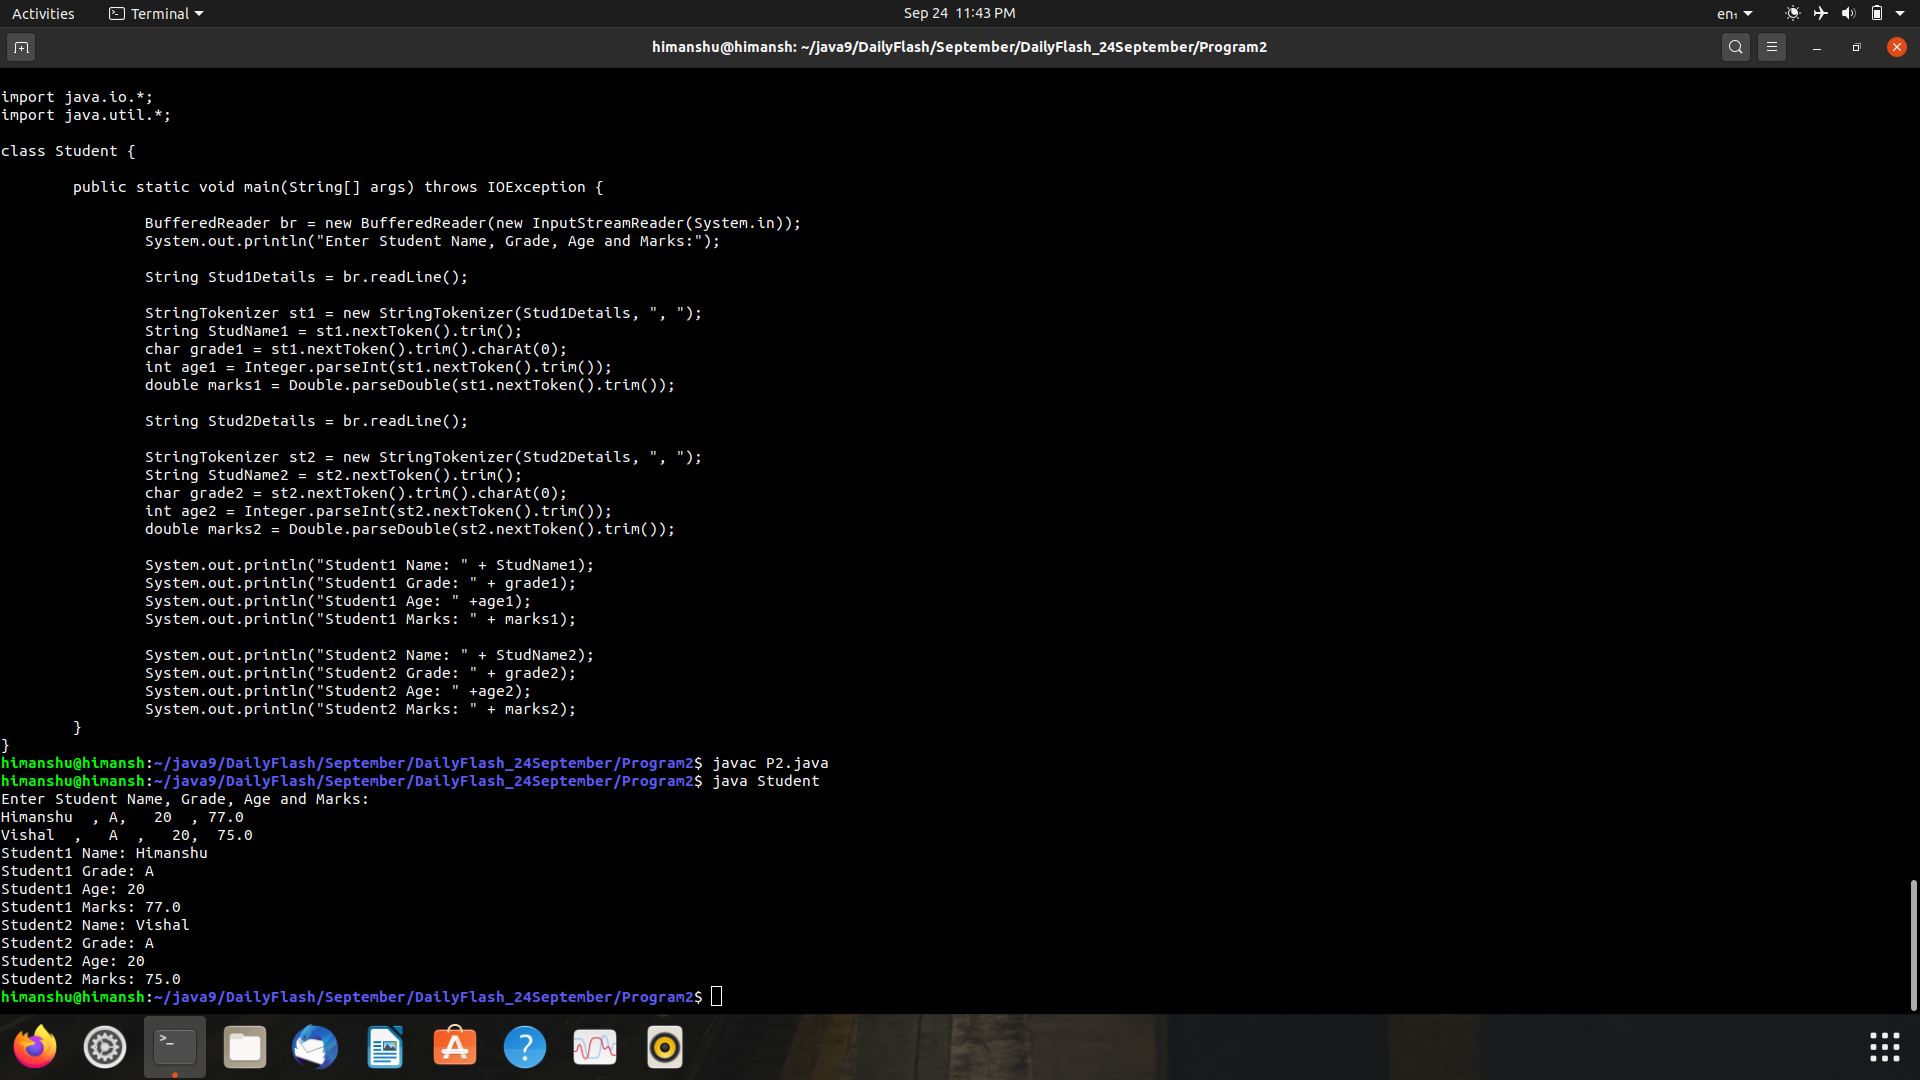 Activities
Terminal
Sep 24 11:43 PM
en₁
himanshu@himansh: ~/java9/DailyFlash/September/DailyFlash_24September/Program2
import java.io.*;
import java.util.*;
class Student {
        public static void main(String[] args) throws IOException {
                BufferedReader br = new BufferedReader(new InputStreamReader(System.in));
                System.out.println("Enter Student Name, Grade, Age and Marks:");
                String Stud1Details = br.readLine();
                StringTokenizer st1 = new StringTokenizer(Stud1Details, ", ");
                String StudName1 = st1.nextToken().trim();
                char grade1 = st1.nextToken().trim().charAt(0);
                int age1 = Integer.parseInt(st1.nextToken().trim());
                double marks1 = Double.parseDouble(st1.nextToken().trim());
                String Stud2Details = br.readLine();
                StringTokenizer st2 = new StringTokenizer(Stud2Details, ", ");
                String StudName2 = st2.nextToken().trim();
                char grade2 = st2.nextToken().trim().charAt(0);
                int age2 = Integer.parseInt(st2.nextToken().trim());
                double marks2 = Double.parseDouble(st2.nextToken().trim());
                System.out.println("Student1 Name: " + StudName1);
                System.out.println("Student1 Grade: " + grade1);
                System.out.println("Student1 Age: " +age1);
                System.out.println("Student1 Marks: " + marks1);
                System.out.println("Student2 Name: " + StudName2);
                System.out.println("Student2 Grade: " + grade2);
                System.out.println("Student2 Age: " +age2);
                System.out.println("Student2 Marks: " + marks2);
        }
}
himanshu@himansh:~/java9/DailyFlash/September/DailyFlash_24September/Program2$ javac P2.java
himanshu@himansh:~/java9/DailyFlash/September/DailyFlash_24September/Program2$ java Student
Enter Student Name, Grade, Age and Marks:
Himanshu  , A,   20  , 77.0
Vishal  ,   A  ,   20,  75.0
Student1 Name: Himanshu
Student1 Grade: A
Student1 Age: 20
Student1 Marks: 77.0
Student2 Name: Vishal
Student2 Grade: A
Student2 Age: 20
Student2 Marks: 75.0
himanshu@himansh:~/java9/DailyFlash/September/DailyFlash_24September/Program2$